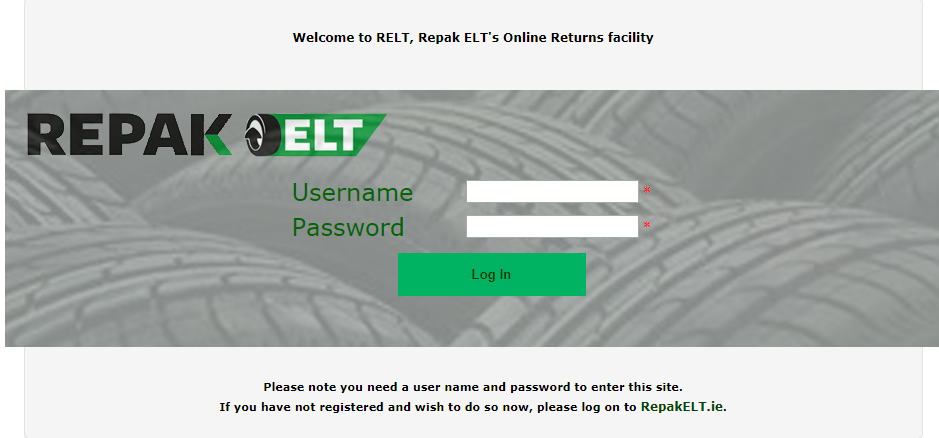 Welcome to RELT, Repak ELT's Online Returns facility
REPAK ELT
Username *
Password *
Log In
Please note you need a user name and password to enter this site.
If you have not registered and wish to do so now, please log on to RepakELT.ie.